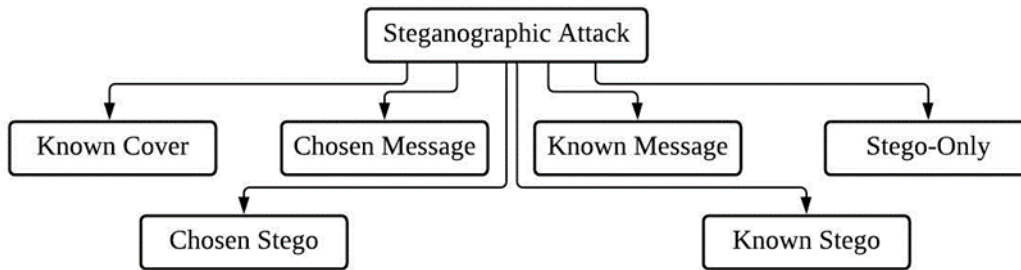 Steganographic Attack
Known Cover
Chosen Message
Known Message
Stego-Only
Chosen Stego
Known Stego